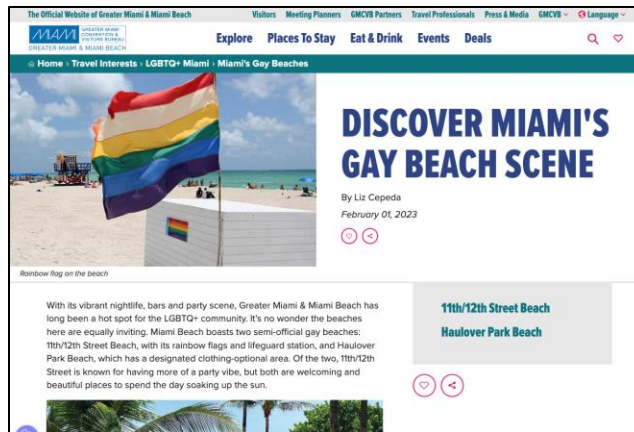 The Official Website of Greater Miami & Miami Beach
Visitors Meeting Planners GMCVB Partners Travel Professionals Press & Media GMCVB Language
MIAMI GREATER MIAMI CONVENTION & VISITORS BUREAU
GREATER MIAMI & MIAMI BEACH
Explore Places To Stay Eat & Drink Events Deals
Home › Travel Interests › LGBTQ+ Miami › Miami's Gay Beaches
DISCOVER MIAMI'S
GAY BEACH SCENE
By Liz Cepeda
February 01, 2023
Rainbow flag on the beach
With its vibrant nightlife, bars and party scene, Greater Miami & Miami Beach has
long been a hot spot for the LGBTQ+ community. It's no wonder the beaches
here are equally inviting. Miami Beach boasts two semi-official gay beaches:
11th/12th Street Beach, with its rainbow flags and lifeguard station, and Haulover
Park Beach, which has a designated clothing-optional area. Of the two, 11th/12th
Street is known for having more of a party vibe, but both are welcoming and
beautiful places to spend the day soaking up the sun.
11th/12th Street Beach
Haulover Park Beach